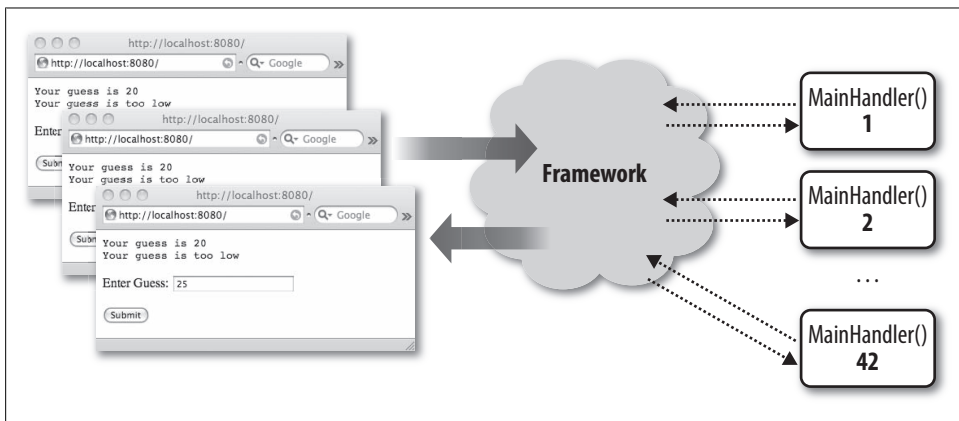 http://localhost:8080/
http://localhost:8080/ Google »
Your guess is 20
Your guess is too low
Enter
Subm
http://localhost:8080/
http://localhost:8080/ Google »
Your guess is 20
Your guess is too low
Enter
Subm
http://localhost:8080/
http://localhost:8080/ Google »
Your guess is 20
Your guess is too low
Enter Guess: 25
Submit
Framework
MainHandler()
1
MainHandler()
2
...
MainHandler()
42